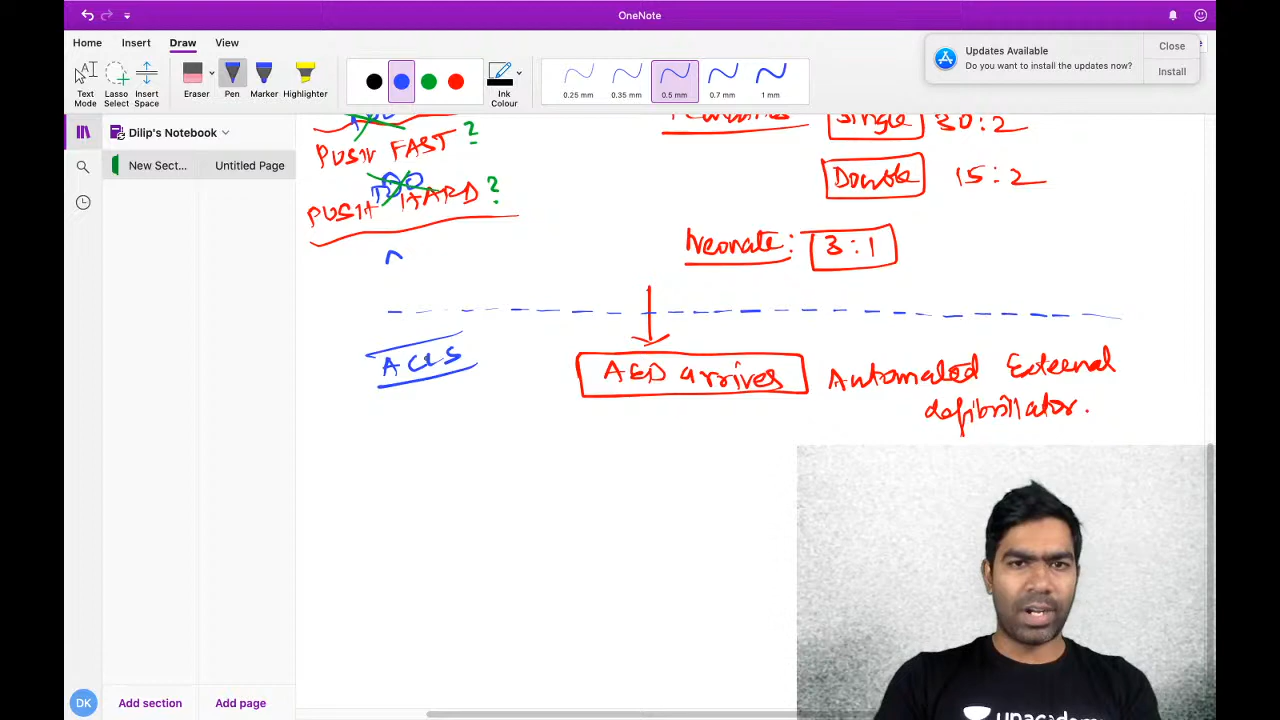 OneNote
Home Insert Draw View
Updates Available
Do you want to install the updates now?
Close
Install
Text Mode
Lasso Select
Insert Space
Eraser
Pen
Marker
Highlighter
Ink Colour
0.25 mm
0.35 mm
0.5 mm
0.7 mm
1 mm
Dilip's Notebook
New Sect...
Untitled Page
PUSH FAST ?
PUSH HARD ?
Single 30:2
Double 15:2
Neonate: 3:1
ACLS
AED arrives
Automated External
defibrillator.
DK
Add section
Add page
unacademy